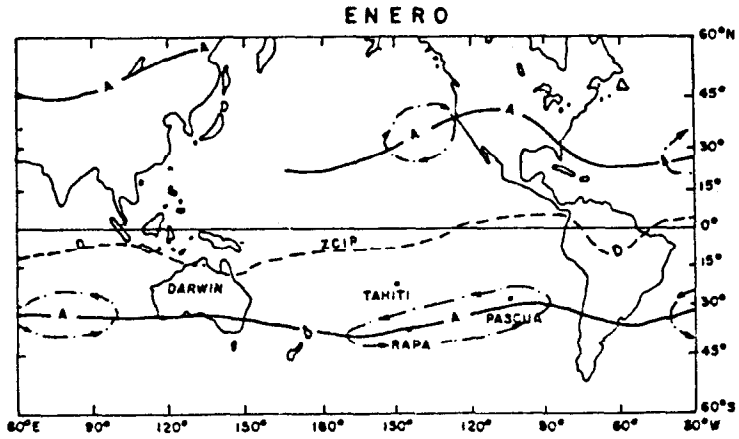 ENERO
60°N
A
A
45°
A
A
30°
15°
0°
D
ZCIP
D
15°
DARWIN
TAHITI
30°
A
A
PASCUA
RAPA
45°
60°S
60°E 90° 120° 150° 180° 150° 120° 90° 60° 30°W